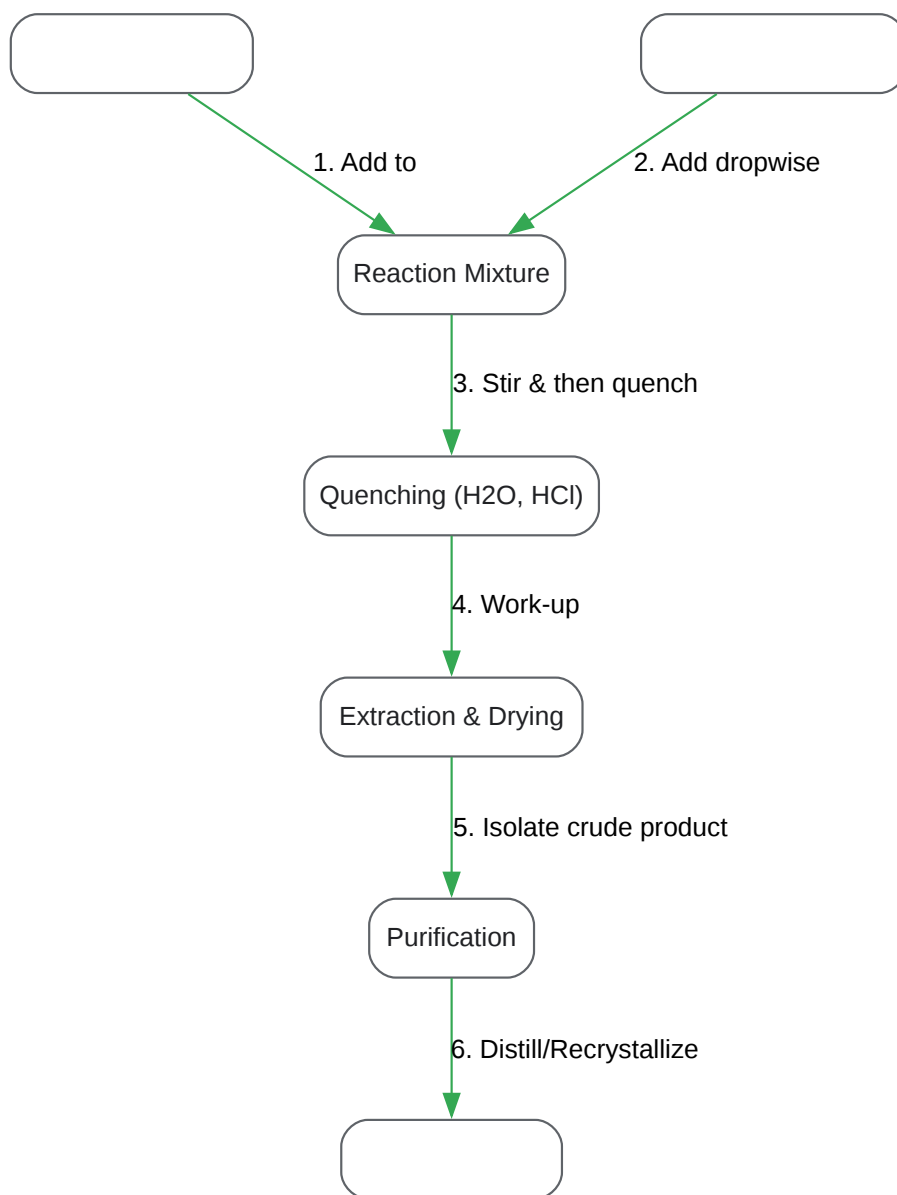 1. Add to
2. Add dropwise
Reaction Mixture
3. Stir & then quench
Quenching (H2O, HCl)
4. Work-up
Extraction & Drying
5. Isolate crude product
Purification
6. Distill/Recrystallize